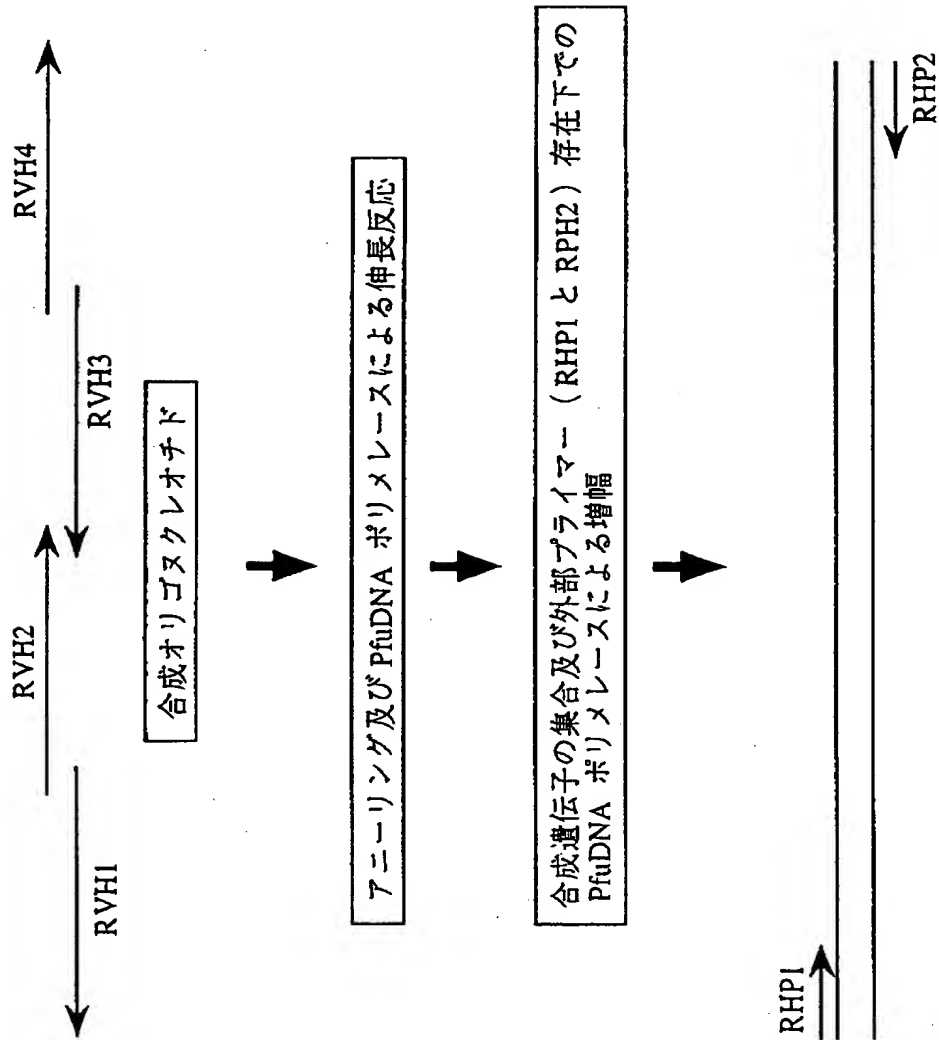 RVH1
RVH2
RVH3
RVH4
合成オリゴヌクレオチド
アニーリング及び PfuDNA ポリメレースによる伸長反応
合成遺伝子の集合及び外部プライマー (RHP1 と RPH2) 存在下での
PfuDNA ポリメレースによる増幅
RHP1
RHP2